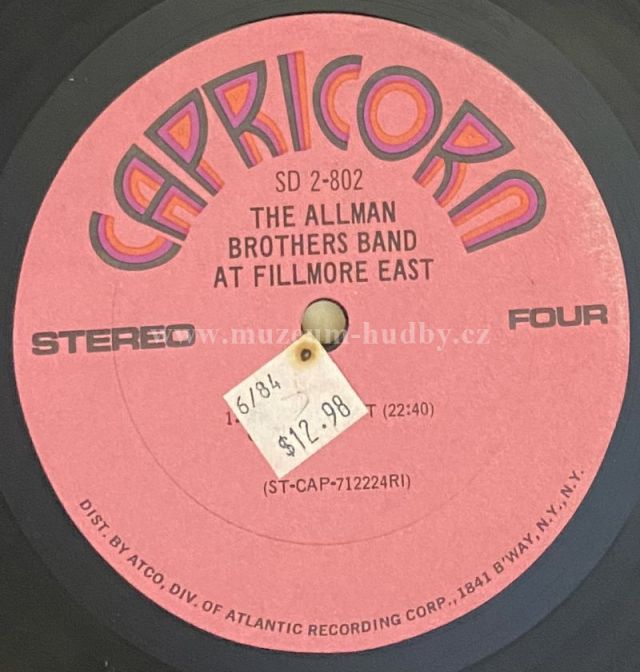 CAPRICORN
SD 2-802
THE ALLMAN
BROTHERS BAND
AT FILLMORE EAST
www.muzeum-hudby.cz
STEREO
FOUR
6/84
$12.98
1.
T (22:40)
(ST-CAP-712224RI)
DIST. BY ATCO, DIV. OF ATLANTIC RECORDING CORP., 1841 B'WAY, N.Y., N.Y.